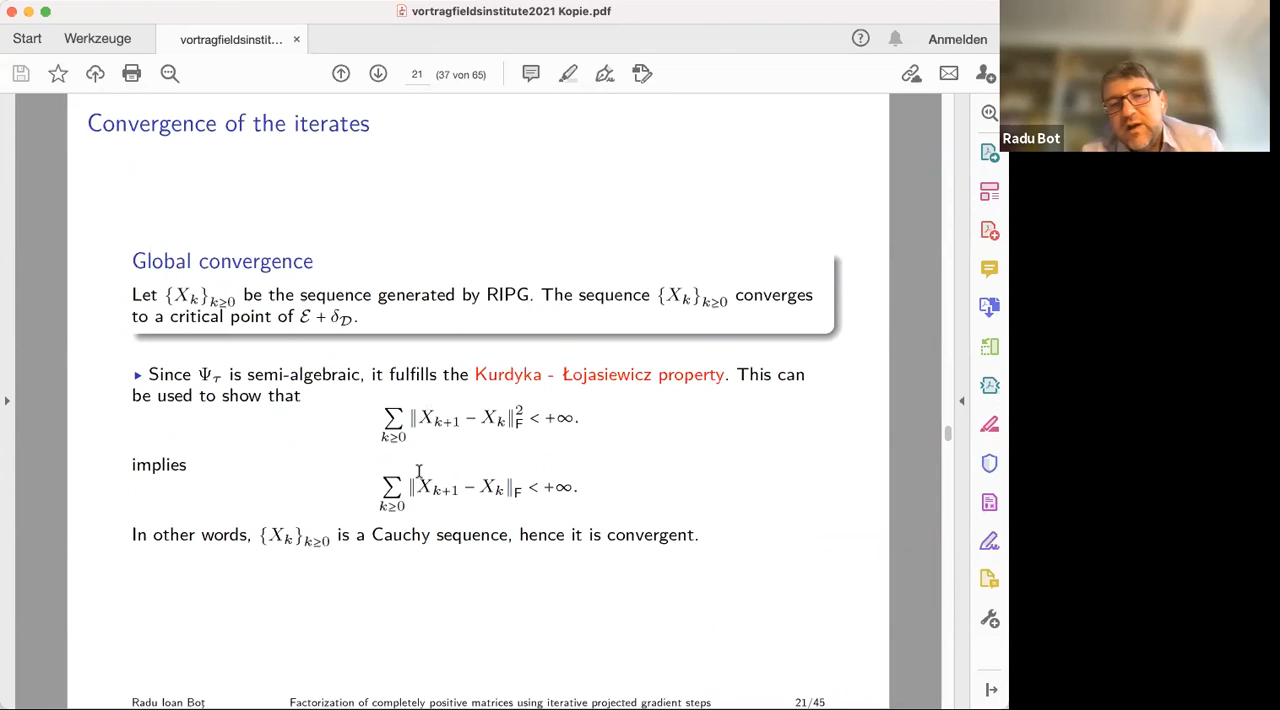 vortragfieldsinstitute2021 Kopie.pdf
Start Werkzeuge vortragfieldsinstit... × Anmelden
21 (37 von 65)
Radu Bot
Convergence of the iterates
Global convergence
Let {X_k}_{k≥0} be the sequence generated by RIPG. The sequence {X_k}_{k≥0} converges
to a critical point of ℰ + δ_𝒟.
▸ Since Ψ_τ is semi-algebraic, it fulfills the Kurdyka - Łojasiewicz property. This can
be used to show that
∑_{k≥0} ‖X_{k+1} − X_k‖_F^2 < +∞.
implies
∑_{k≥0} ‖X_{k+1} − X_k‖_F < +∞.
In other words, {X_k}_{k≥0} is a Cauchy sequence, hence it is convergent.
Radu Ioan Boţ Factorization of completely positive matrices using iterative projected gradient steps 21/45